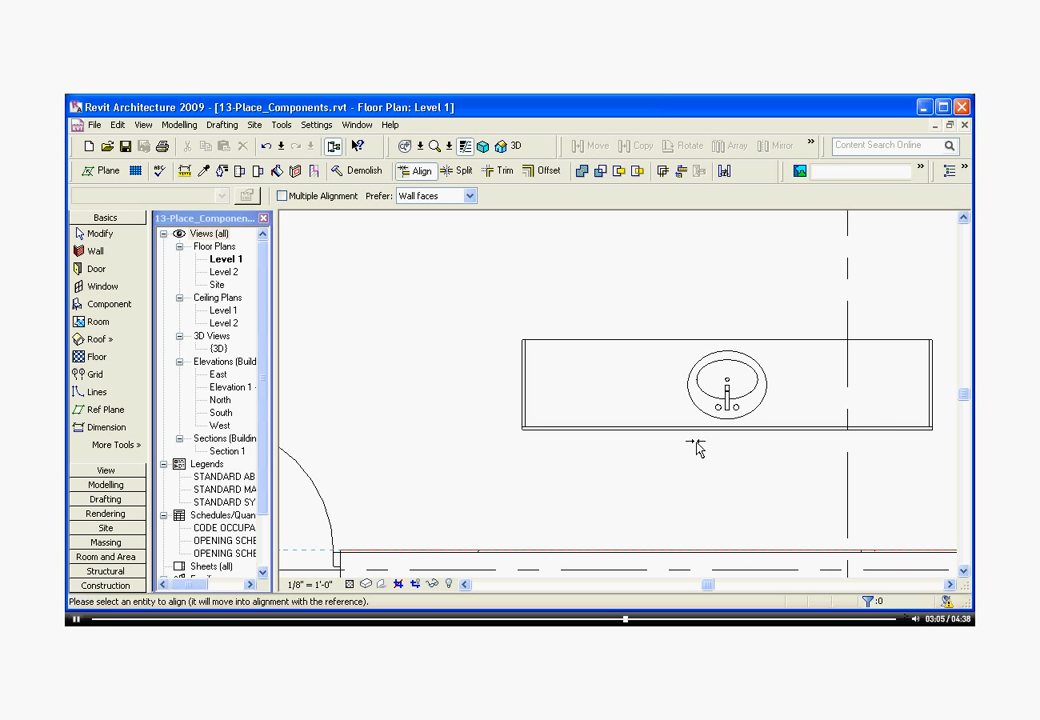 Revit Architecture 2009 - [13-Place_Components.rvt - Floor Plan: Level 1]
File Edit View Modelling Drafting Site Tools Settings Window Help
3D Move Copy Rotate Array Mirror » Content Search Online
Plane Demolish Align Split Trim Offset » »
Multiple Alignment Prefer: Wall faces
Basics
Modify
Wall
Door
Window
Component
Room
Roof »
Floor
Grid
Lines
Ref Plane
Dimension
More Tools »
View
Modelling
Drafting
Rendering
Site
Massing
Room and Area
Structural
Construction
13-Place_Componen...
Views (all)
Floor Plans
Level 1
Level 2
Site
Ceiling Plans
Level 1
Level 2
3D Views
{3D}
Elevations (Build
East
Elevation 1 -
North
South
West
Sections (Buildin
Section 1
Legends
STANDARD AB
STANDARD MA
STANDARD SY
Schedules/Quan
CODE OCCUPA
OPENING SCHE
OPENING SCHE
Sheets (all)
1/8" = 1'-0"
Please select an entity to align (it will move into alignment with the reference).
:0
03:05 / 04:38